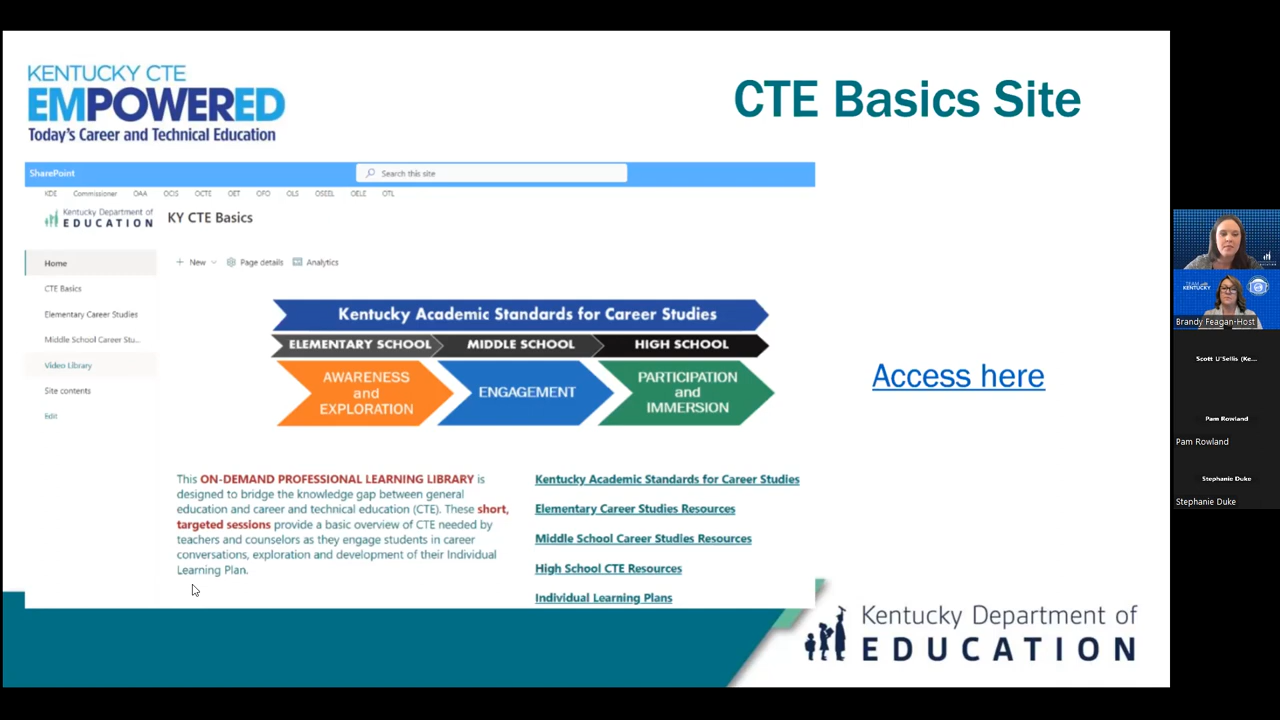 KENTUCKY CTE
EMPOWERED
Today's Career and Technical Education
CTE Basics Site
SharePoint
Search this site
KDE Commissioner OAA OCIS OCTE OET OFO OLS OSEEL OELE OTL
Kentucky Department of
EDUCATION
KY CTE Basics
Home
CTE Basics
Elementary Career Studies
Middle School Career Stu...
Video Library
Site contents
Edit
+ New Page details Analytics
Kentucky Academic Standards for Career Studies
ELEMENTARY SCHOOL MIDDLE SCHOOL HIGH SCHOOL
AWARENESS
and
EXPLORATION
ENGAGEMENT
PARTICIPATION
and
IMMERSION
This ON-DEMAND PROFESSIONAL LEARNING LIBRARY is
designed to bridge the knowledge gap between general
education and career and technical education (CTE). These short,
targeted sessions provide a basic overview of CTE needed by
teachers and counselors as they engage students in career
conversations, exploration and development of their Individual
Learning Plan.
Kentucky Academic Standards for Career Studies
Elementary Career Studies Resources
Middle School Career Studies Resources
High School CTE Resources
Individual Learning Plans
Access here
Kentucky Department of
EDUCATION
TEAM
KENTUCKY
Brandy Feagan-Host
Scott U'Sellis (Ke...
Pam Rowland
Pam Rowland
Stephanie Duke
Stephanie Duke